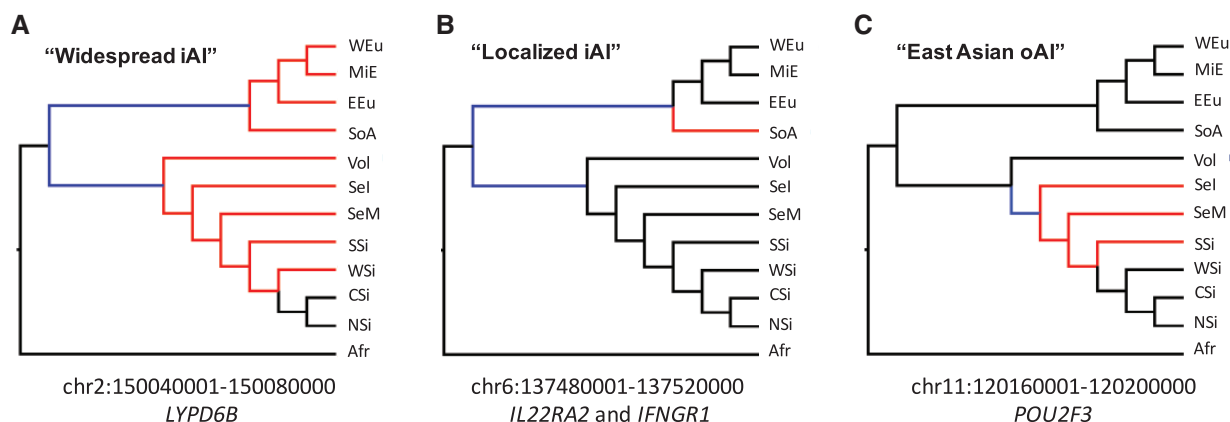 A
"Widespread iAI"
WEu
MiE
EEu
SoA
Vol
SeI
SeM
SSi
WSi
CSi
NSi
Afr
chr2:150040001-150080000
LYPD6B
B
"Localized iAI"
WEu
MiE
EEu
SoA
Vol
SeI
SeM
SSi
WSi
CSi
NSi
Afr
chr6:137480001-137520000
IL22RA2 and IFNGR1
C
"East Asian oAI"
WEu
MiE
EEu
SoA
Vol
SeI
SeM
SSi
WSi
CSi
NSi
Afr
chr11:120160001-120200000
POU2F3